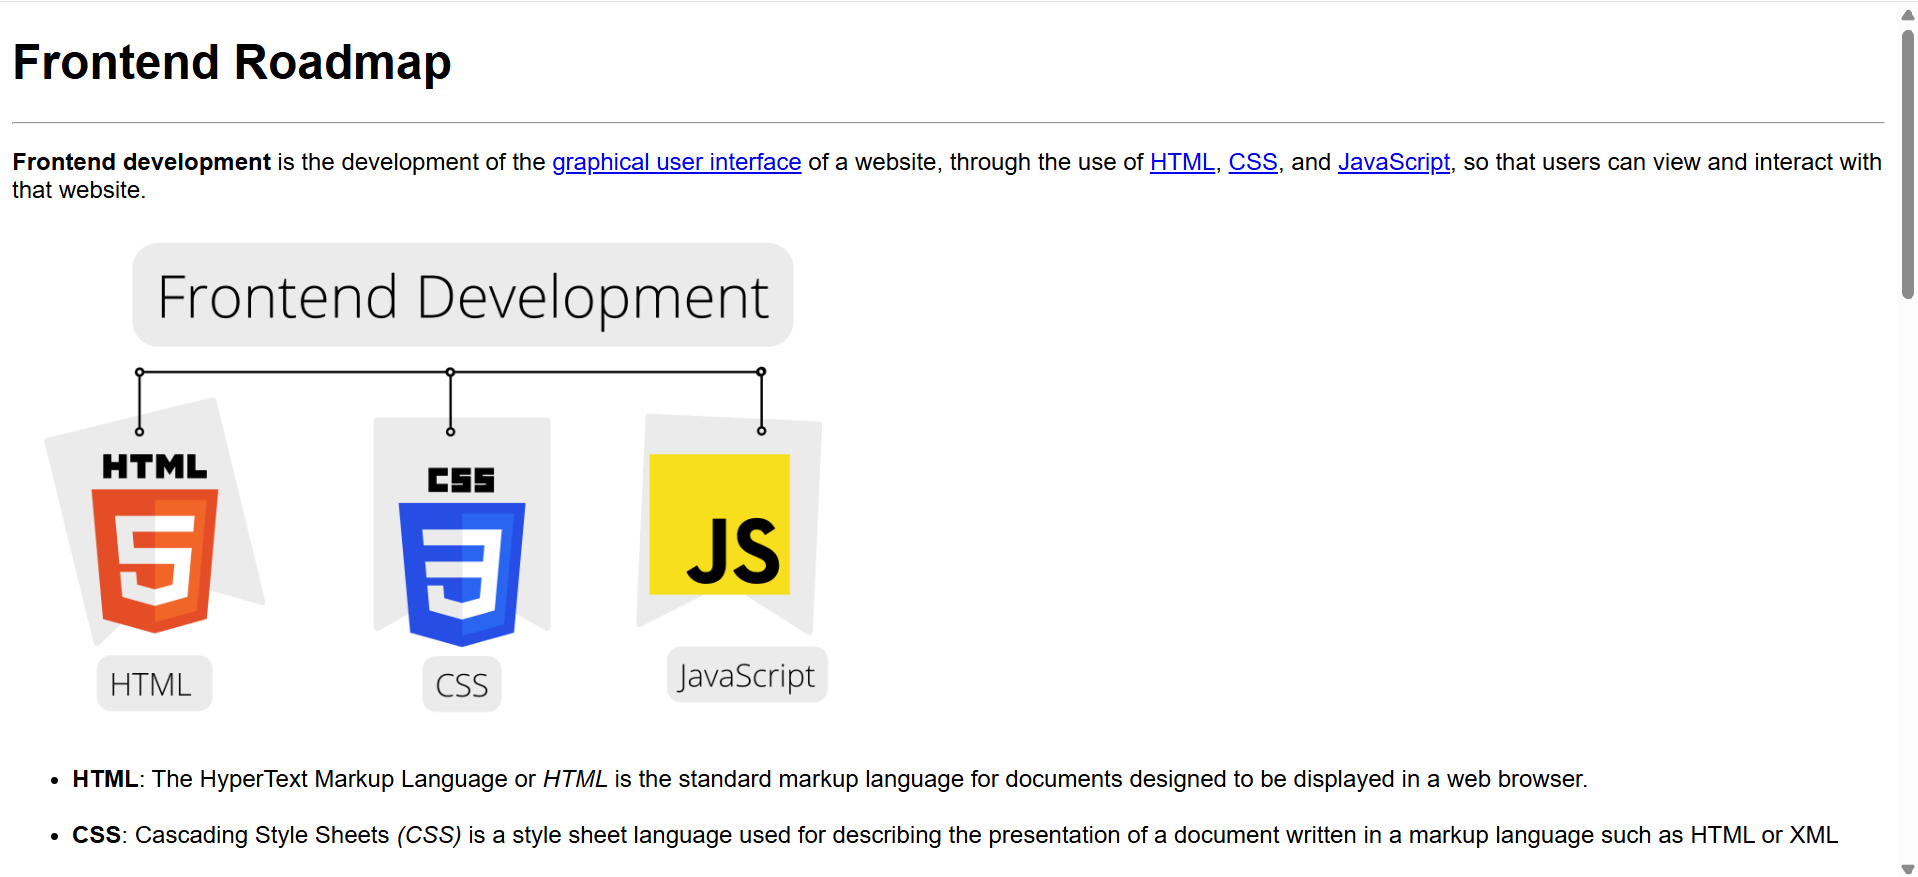 Frontend Roadmap
Frontend development is the development of the graphical user interface of a website, through the use of HTML, CSS, and JavaScript, so that users can view and interact with
that website.
Frontend Development
HTML
CSS
JS
5
3
HTML
CSS
JavaScript
• HTML: The HyperText Markup Language or HTML is the standard markup language for documents designed to be displayed in a web browser.
• CSS: Cascading Style Sheets (CSS) is a style sheet language used for describing the presentation of a document written in a markup language such as HTML or XML